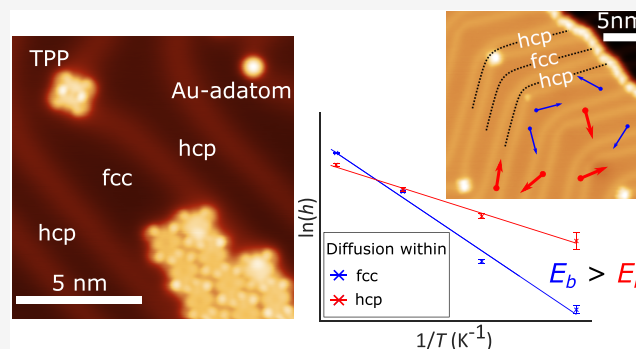 TPP
Au-adatom
hcp
fcc
hcp
5 nm
5nm
hcp
fcc
hcp
ln(h)
Diffusion within
fcc
hcp
E_b > E
1/T (K⁻¹)